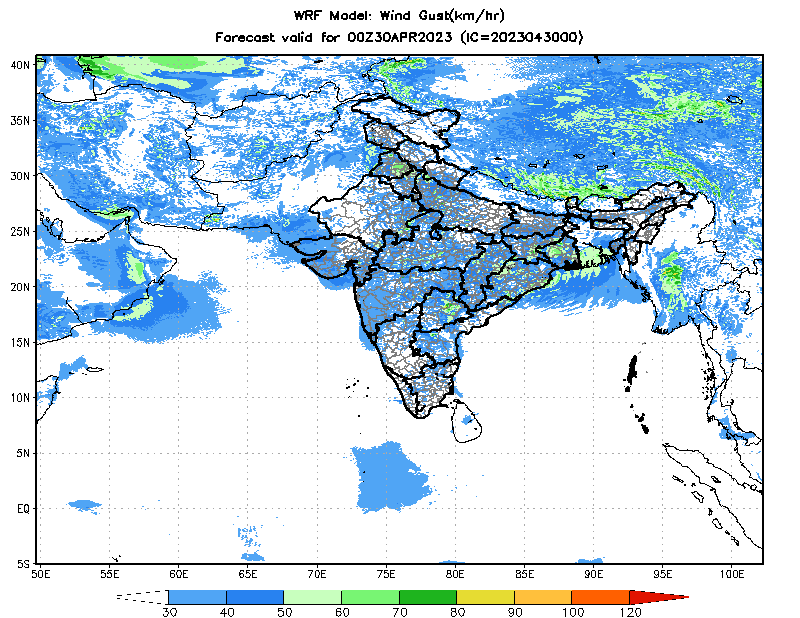 WRF Model: Wind Gust(km/hr)
Forecast valid for 00Z30APR2023 (IC=2023043000)
40N
35N
30N
25N
20N
15N
10N
5N
EQ
5S
50E 55E 60E 65E 70E 75E 80E 85E 90E 95E 100E
30 40 50 60 70 80 90 100 120